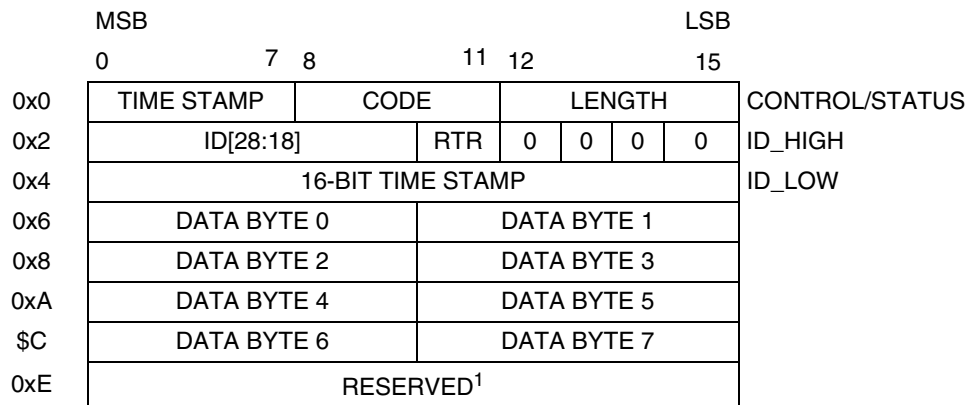 MSB LSB
0 7 8 11 12 15
0x0 TIME STAMP CODE LENGTH CONTROL/STATUS
0x2 ID[28:18] RTR 0 0 0 0 ID_HIGH
0x4 16-BIT TIME STAMP ID_LOW
0x6 DATA BYTE 0 DATA BYTE 1
0x8 DATA BYTE 2 DATA BYTE 3
0xA DATA BYTE 4 DATA BYTE 5
$C DATA BYTE 6 DATA BYTE 7
0xE RESERVED1